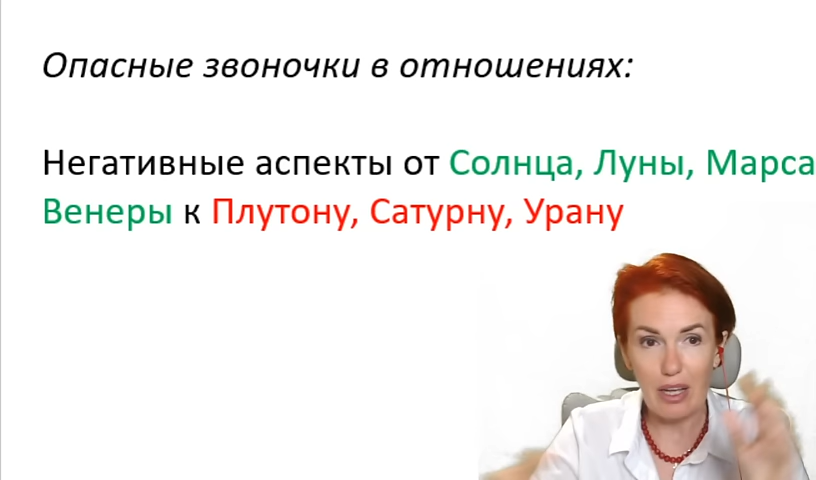 Опасные звоночки в отношениях:
Негативные аспекты от Солнца, Луны, Марса
Венеры к Плутону, Сатурну, Урану